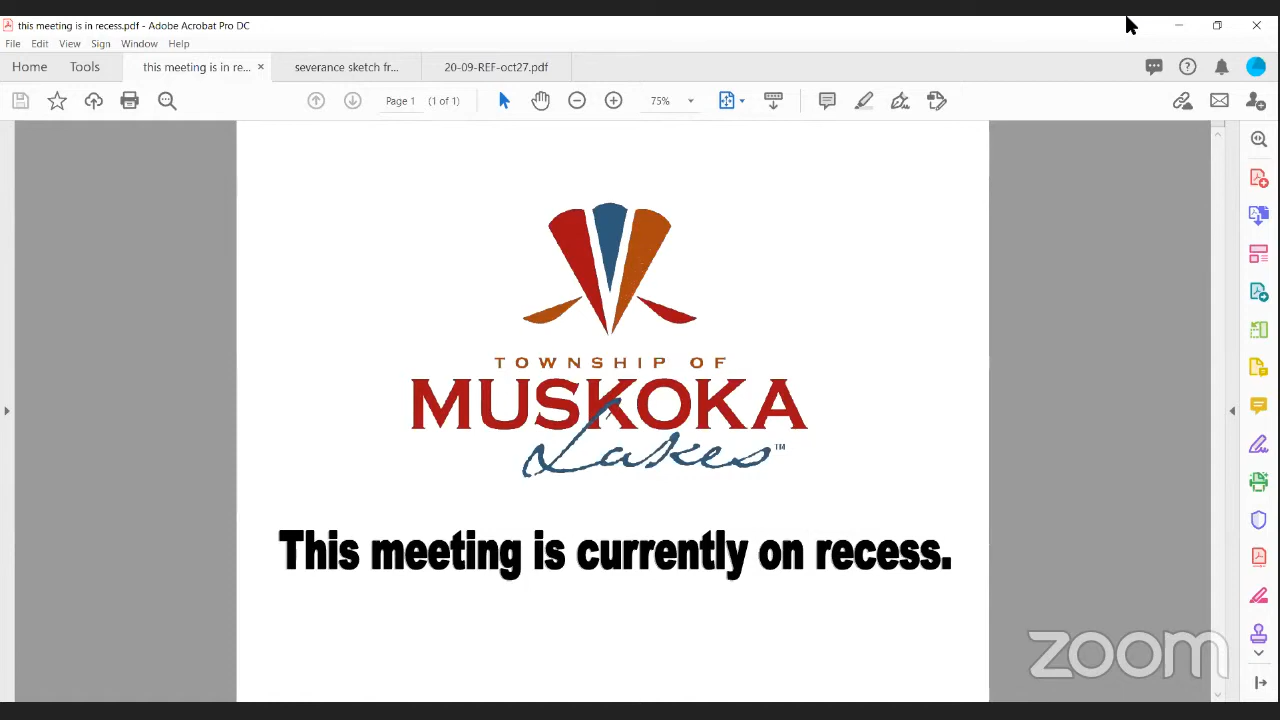 this meeting is in recess.pdf - Adobe Acrobat Pro DC
File Edit View Sign Window Help
Home Tools this meeting is in re... × severance sketch fr... 20-09-REF-oct27.pdf
Page 1 (1 of 1) 75%
TOWNSHIP OF
MUSKOKA
Lakes™
This meeting is currently on recess.
zoom